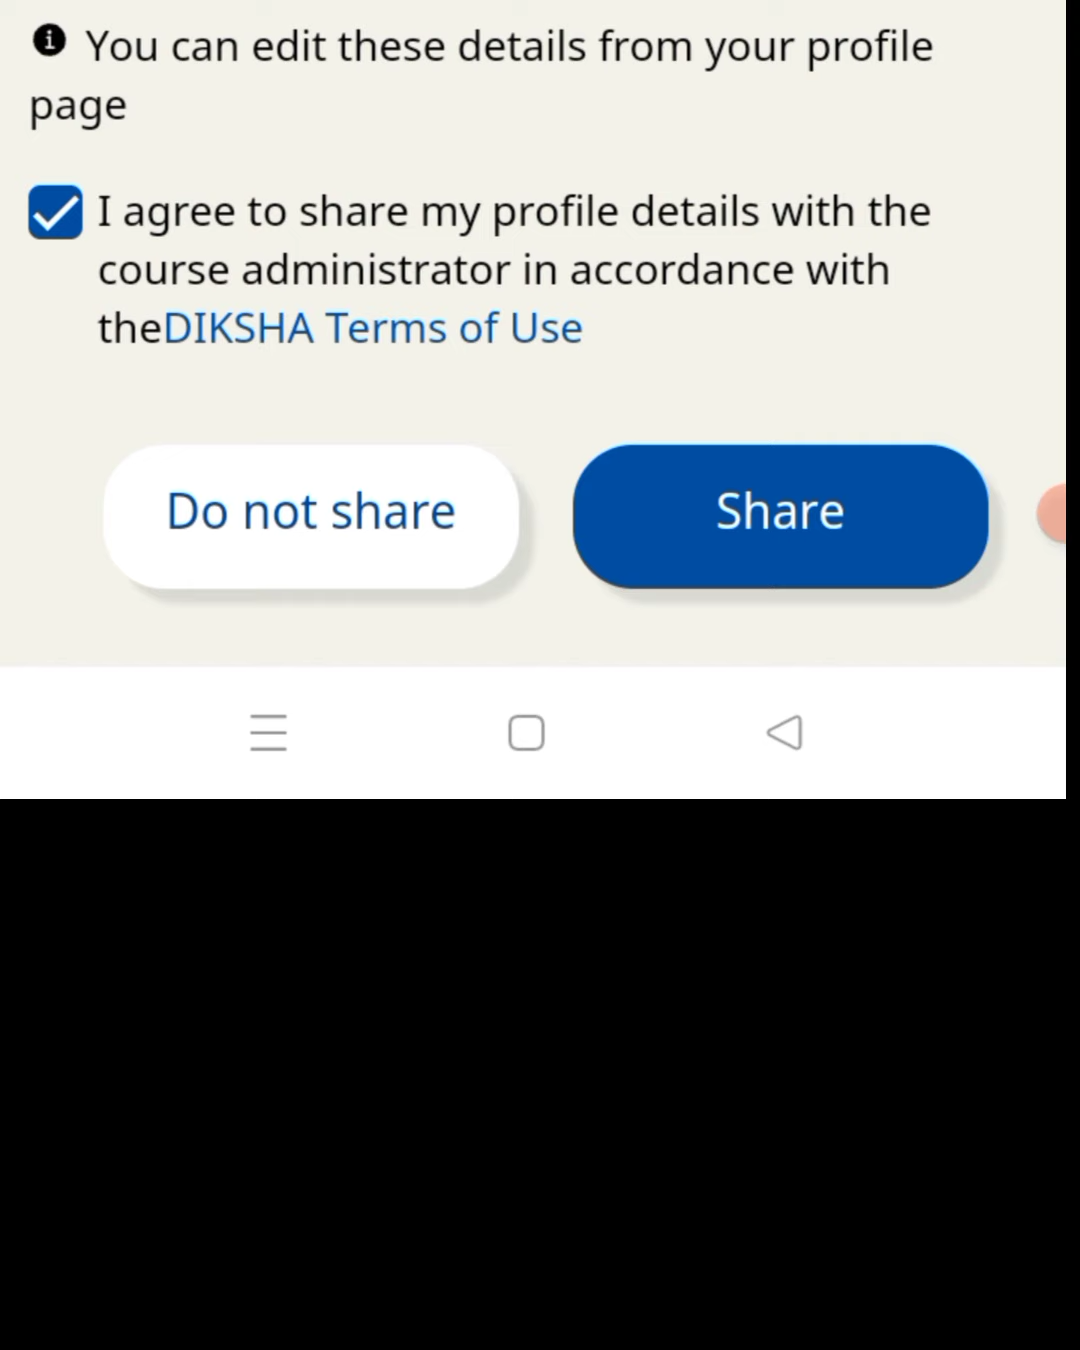 You can edit these details from your profile
page
I agree to share my profile details with the
course administrator in accordance with
theDIKSHA Terms of Use
Do not share
Share